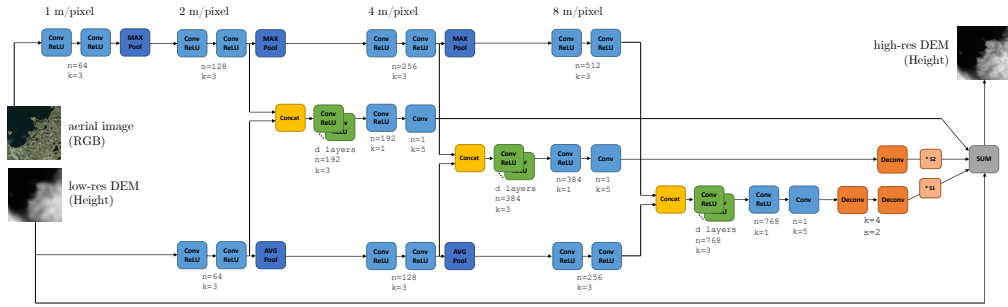 1 m/pixel 2 m/pixel 4 m/pixel 8 m/pixel
Conv ReLU Conv ReLU MAX Pool Conv ReLU Conv ReLU MAX Pool Conv ReLU Conv ReLU MAX Pool Conv ReLU Conv ReLU
n=64 n=128 n=256 n=512
k=3 k=3 k=3 k=3
high-res DEM
(Height)
aerial image
(RGB)
Concat Conv ReLU Conv ReLU Conv ReLU Conv
d layers n=192 n=1
n=192 k=1 k=5
k=3
Concat Conv ReLU Conv ReLU Conv ReLU Conv Deconv * S2 SUM
d layers n=384 n=1
n=384 k=1 k=5
k=3
low-res DEM
(Height)
Concat Conv ReLU Conv ReLU Conv ReLU Conv Deconv Deconv * S1
d layers n=768 n=1 k=4
n=768 k=1 k=5 s=2
k=3
Conv ReLU Conv ReLU AVG Pool Conv ReLU Conv ReLU AVG Pool Conv ReLU Conv ReLU
n=64 n=128 n=256
k=3 k=3 k=3